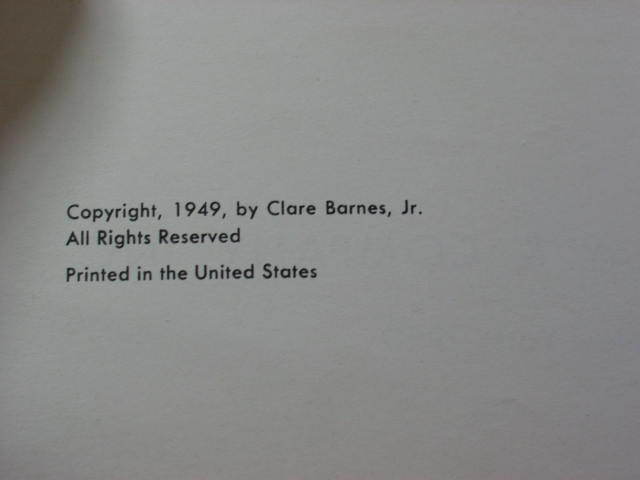 Copyright, 1949, by Clare Barnes, Jr.
All Rights Reserved
Printed in the United States